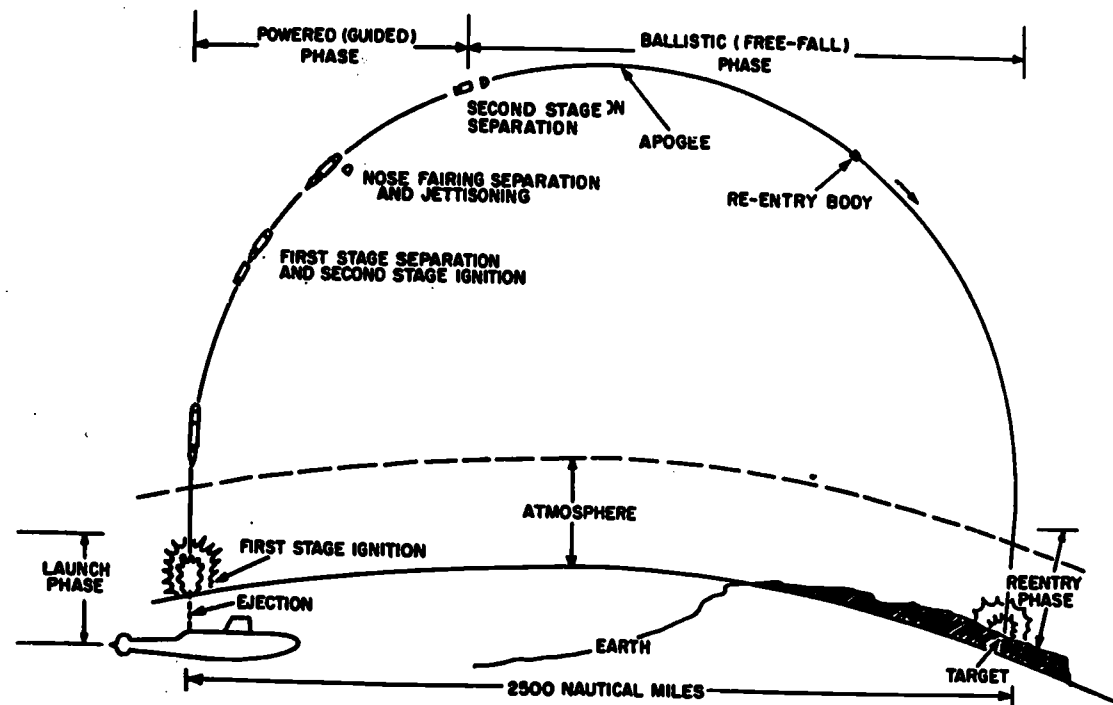 POWERED (GUIDED)
PHASE
BALLISTIC (FREE-FALL)
PHASE
SECOND STAGE ON
SEPARATION
APOGEE
NOSE FAIRING SEPARATION
AND JETTISONING
RE-ENTRY BODY
FIRST STAGE SEPARATION
AND SECOND STAGE IGNITION
ATMOSPHERE
FIRST STAGE IGNITION
LAUNCH
PHASE
REENTRY
PHASE
EJECTION
EARTH
TARGET
2500 NAUTICAL MILES